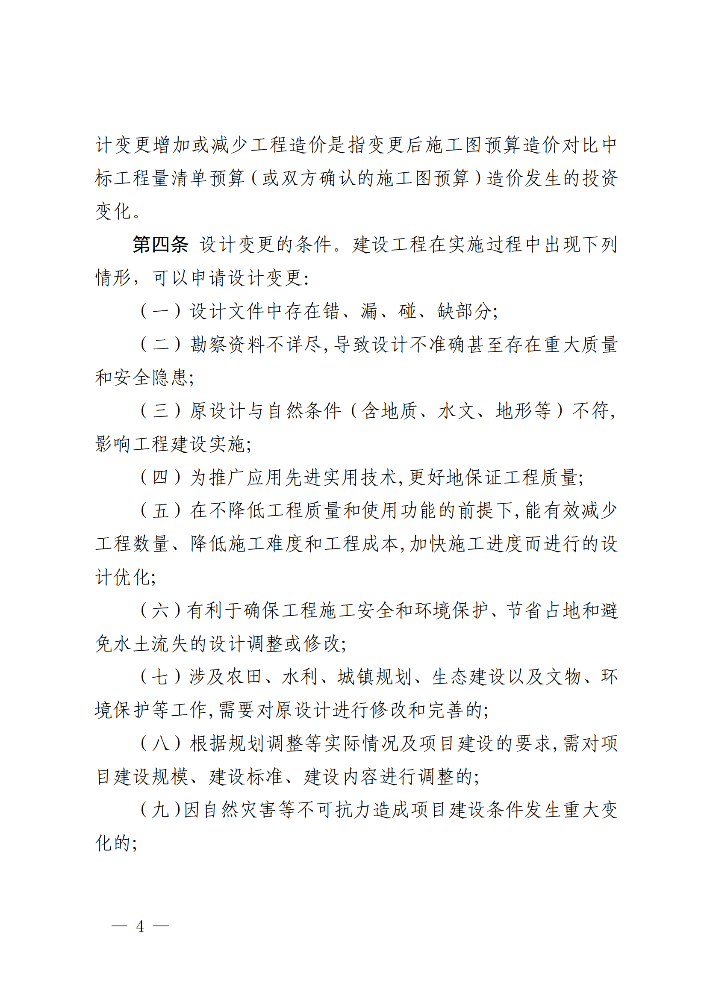 计变更增加或减少工程造价是指变更后施工图预算造价对比中
标工程量清单预算(或双方确认的施工图预算)造价发生的投资
变化。
第四条 设计变更的条件。建设工程在实施过程中出现下列
情形，可以申请设计变更:
(一)设计文件中存在错、漏、碰、缺部分;
(二)勘察资料不详尽,导致设计不准确甚至存在重大质量
和安全隐患;
(三)原设计与自然条件(含地质、水文、地形等)不符,
影响工程建设实施;
(四)为推广应用先进实用技术,更好地保证工程质量;
(五)在不降低工程质量和使用功能的前提下,能有效减少
工程数量、降低施工难度和工程成本,加快施工进度而进行的设
计优化;
(六)有利于确保工程施工安全和环境保护、节省占地和避
免水土流失的设计调整或修改;
(七)涉及农田、水利、城镇规划、生态建设以及文物、环
境保护等工作,需要对原设计进行修改和完善的;
(八)根据规划调整等实际情况及项目建设的要求,需对项
目建设规模、建设标准、建设内容进行调整的;
(九)因自然灾害等不可抗力造成项目建设条件发生重大变
化的;
— 4 —